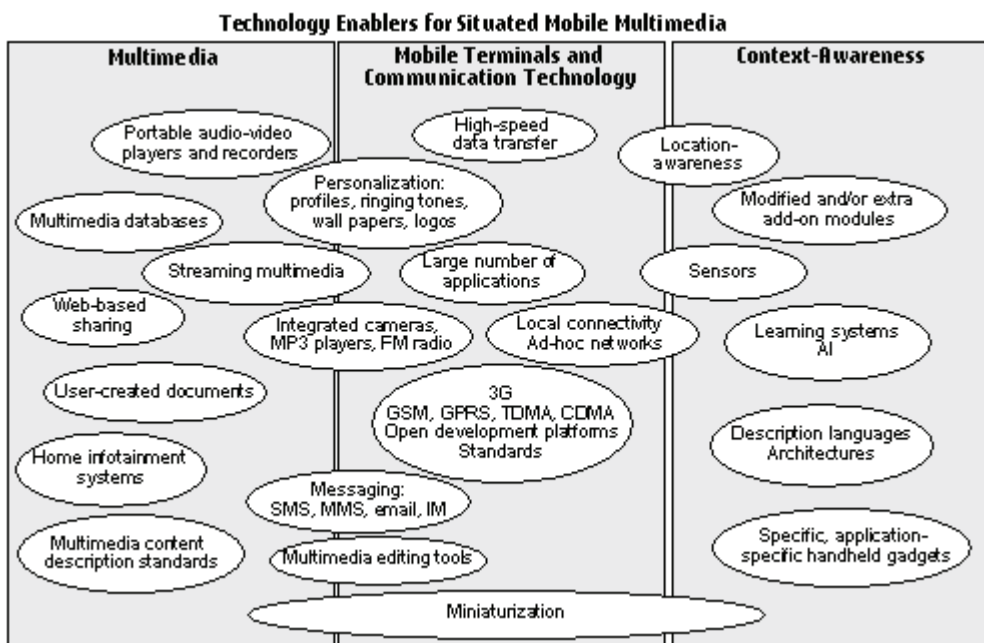 Technology Enablers for Situated Mobile Multimedia
Multimedia
Mobile Terminals and
Communication Technology
Context-Awareness
Portable audio-video
players and recorders
High-speed
data transfer
Location-
awareness
Personalization:
profiles, ringing tones,
wall papers, logos
Modified and/or extra
add-on modules
Multimedia databases
Streaming multimedia
Large number of
applications
Sensors
Web-based
sharing
Integrated cameras,
MP3 players, FM radio
Local connectivity
Ad-hoc networks
Learning systems
AI
User-created documents
3G
GSM, GPRS, TDMA, CDMA
Open development platforms
Standards
Description languages
Architectures
Home infotainment
systems
Messaging:
SMS, MMS, email, IM
Multimedia content
description standards
Multimedia editing tools
Specific, application-
specific handheld gadgets
Miniaturization